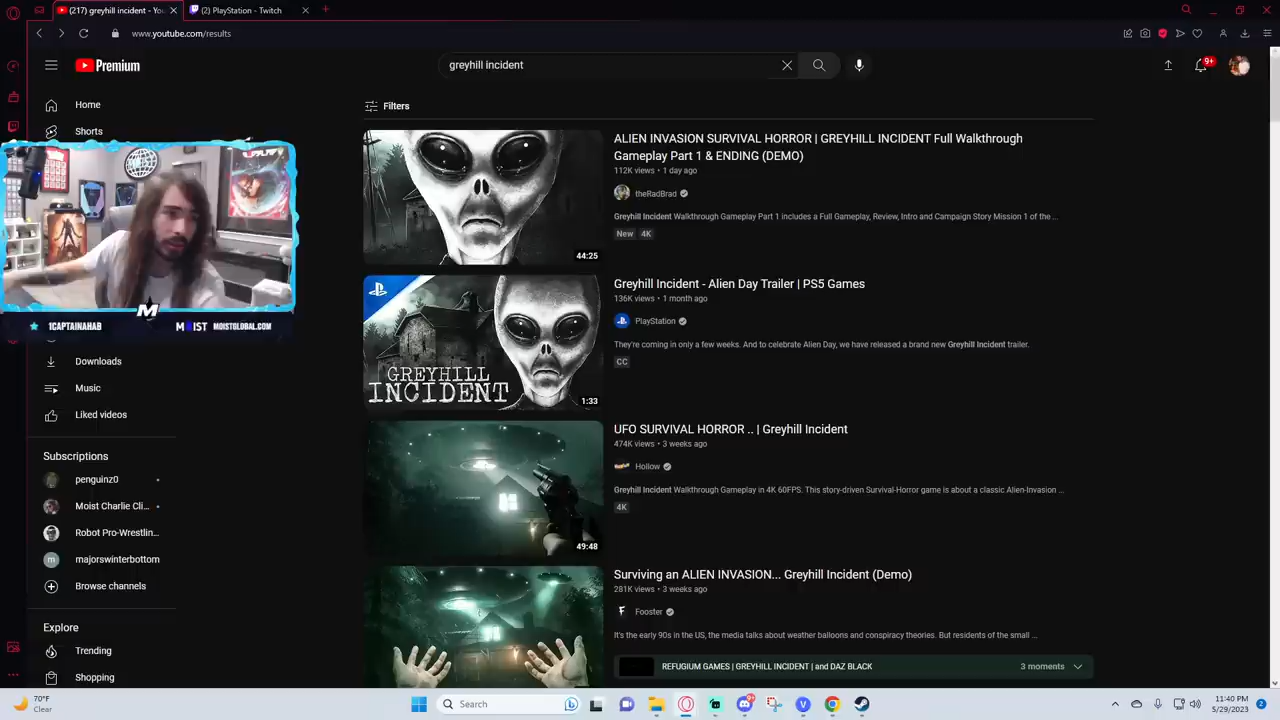 (217) greyhill incident - You
(2) PlayStation - Twitch
www.youtube.com/results
Premium
greyhill incident
9+
Home
Shorts
Filters
ALIEN INVASION SURVIVAL HORROR | GREYHILL INCIDENT Full Walkthrough
Gameplay Part 1 & ENDING (DEMO)
112K views • 1 day ago
theRadBrad
Greyhill Incident Walkthrough Gameplay Part 1 includes a Full Gameplay, Review, Intro and Campaign Story Mission 1 of the ...
New 4K
44:25
Greyhill Incident - Alien Day Trailer | PS5 Games
136K views • 1 month ago
PlayStation
They're coming in only a few weeks. And to celebrate Alien Day, we have released a brand new Greyhill Incident trailer.
CC
GREYHILL
INCIDENT
1:33
M
1CAPTAINAHAB
MOIST MOISTGLOBAL.COM
Downloads
Music
Liked videos
Subscriptions
penguinz0
Moist Charlie Cli...
Robot Pro-Wrestlin...
m
majorswinterbottom
Browse channels
Explore
Trending
Shopping
UFO SURVIVAL HORROR .. | Greyhill Incident
474K views • 3 weeks ago
Hollow
Greyhill Incident Walkthrough Gameplay in 4K 60FPS. This story-driven Survival-Horror game is about a classic Alien-Invasion ...
4K
49:48
Surviving an ALIEN INVASION... Greyhill Incident (Demo)
281K views • 3 weeks ago
Fooster
It's the early 90s in the US, the media talks about weather balloons and conspiracy theories. But residents of the small ...
REFUGIUM GAMES | GREYHILL INCIDENT | and DAZ BLACK
3 moments
70°F
Clear
Search
9+
11:40 PM
5/29/2023
2